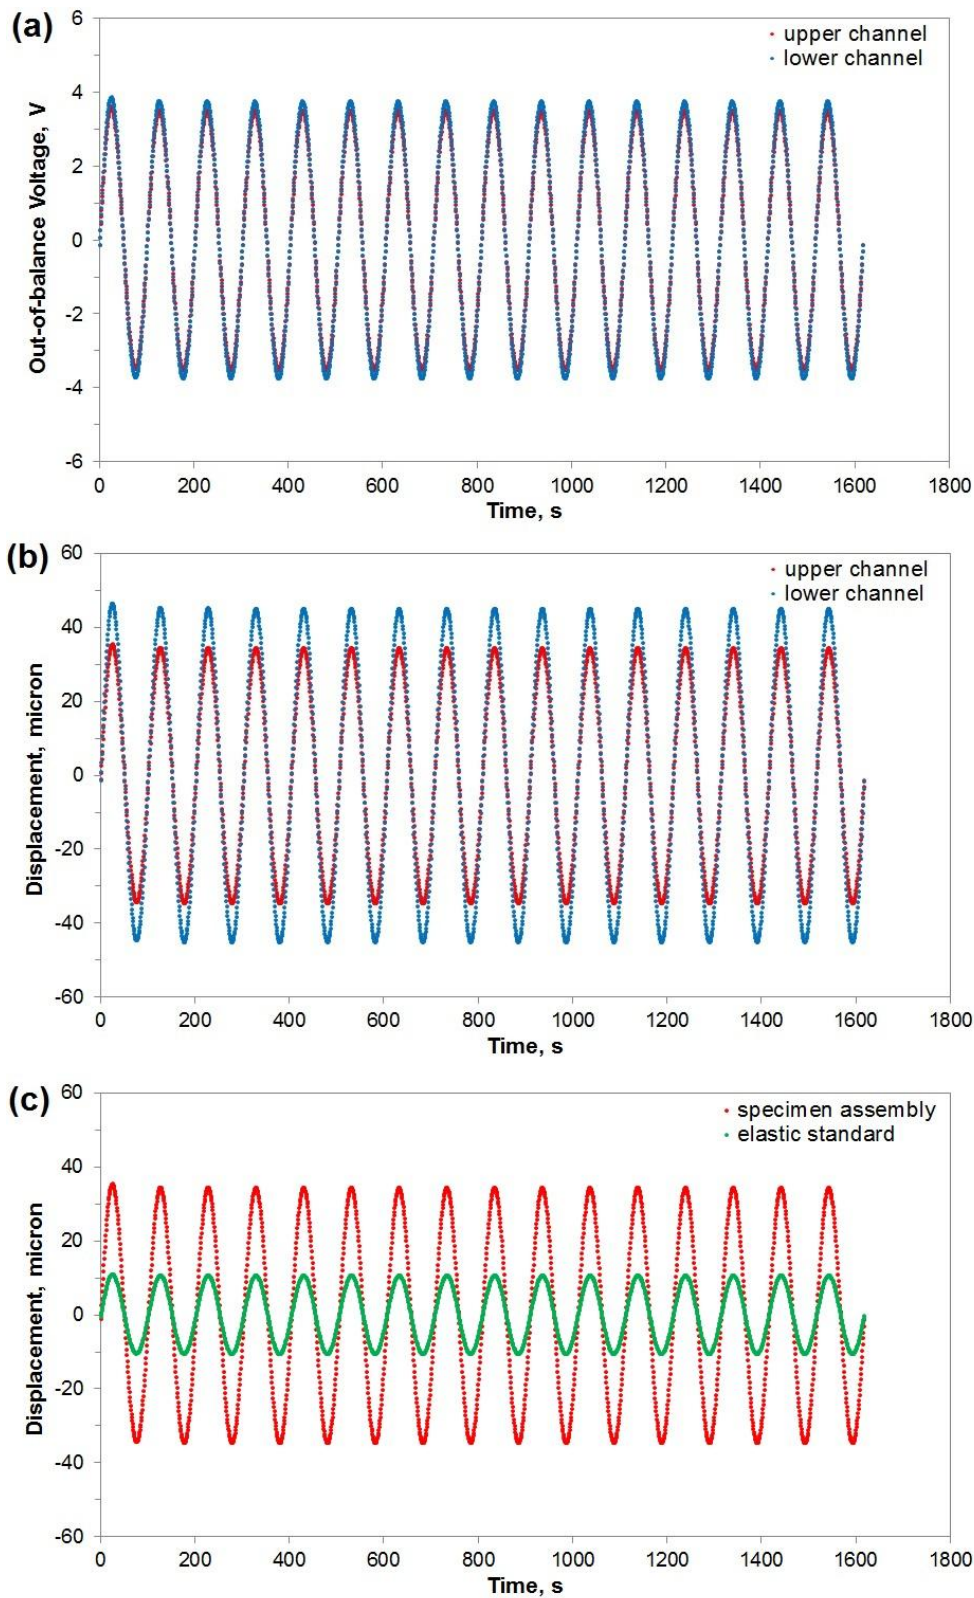 (a)
6
4
2
0
-2
-4
-6
Out-of-balance Voltage, V
upper channel
lower channel
0 200 400 600 800 1000 1200 1400 1600 1800
Time, s
(b)
60
40
20
0
-20
-40
-60
Displacement, micron
upper channel
lower channel
0 200 400 600 800 1000 1200 1400 1600 1800
Time, s
(c)
60
40
20
0
-20
-40
-60
Displacement, micron
specimen assembly
elastic standard
0 200 400 600 800 1000 1200 1400 1600 1800
Time, s